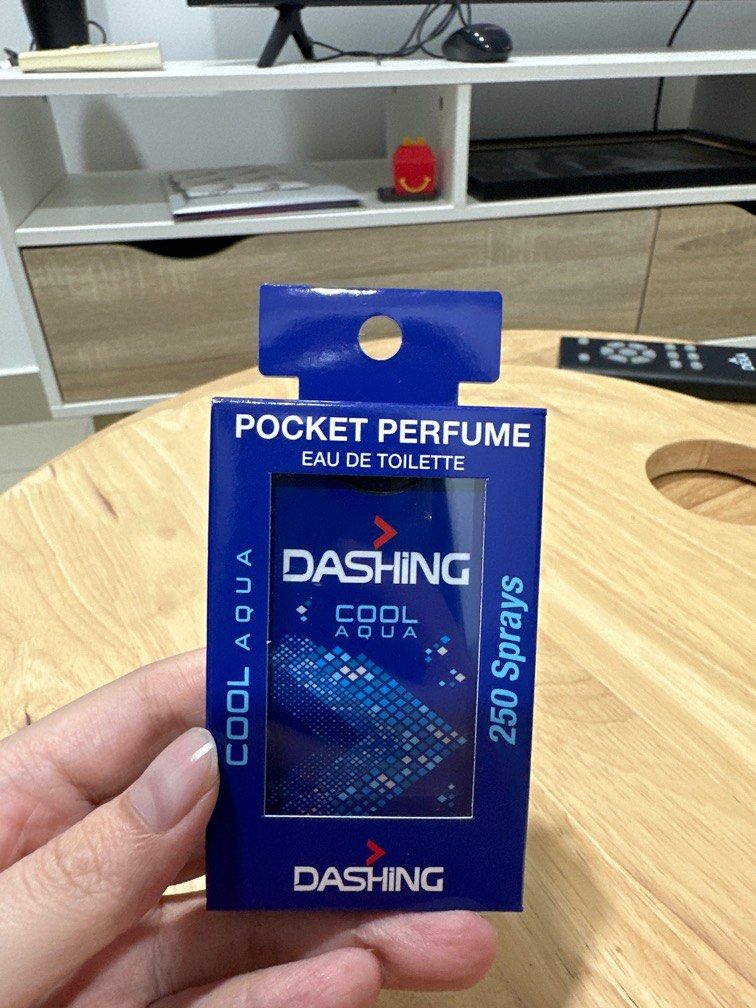 POCKET PERFUME
EAU DE TOILETTE
DASHiNG
COOL
AQUA
COOL AQUA
250 Sprays
DASHiNG